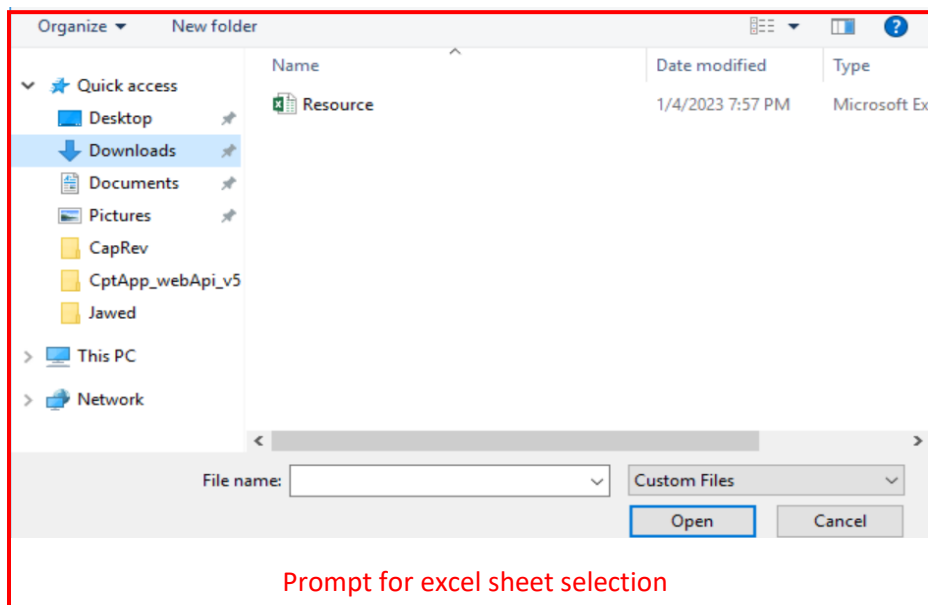 Organize New folder
Name Date modified Type
Quick access
Resource 1/4/2023 7:57 PM Microsoft Ex
Desktop
Downloads
Documents
Pictures
CapRev
CptApp_webApi_v5
Jawed
This PC
Network
File name: Custom Files
Open Cancel
Prompt for excel sheet selection